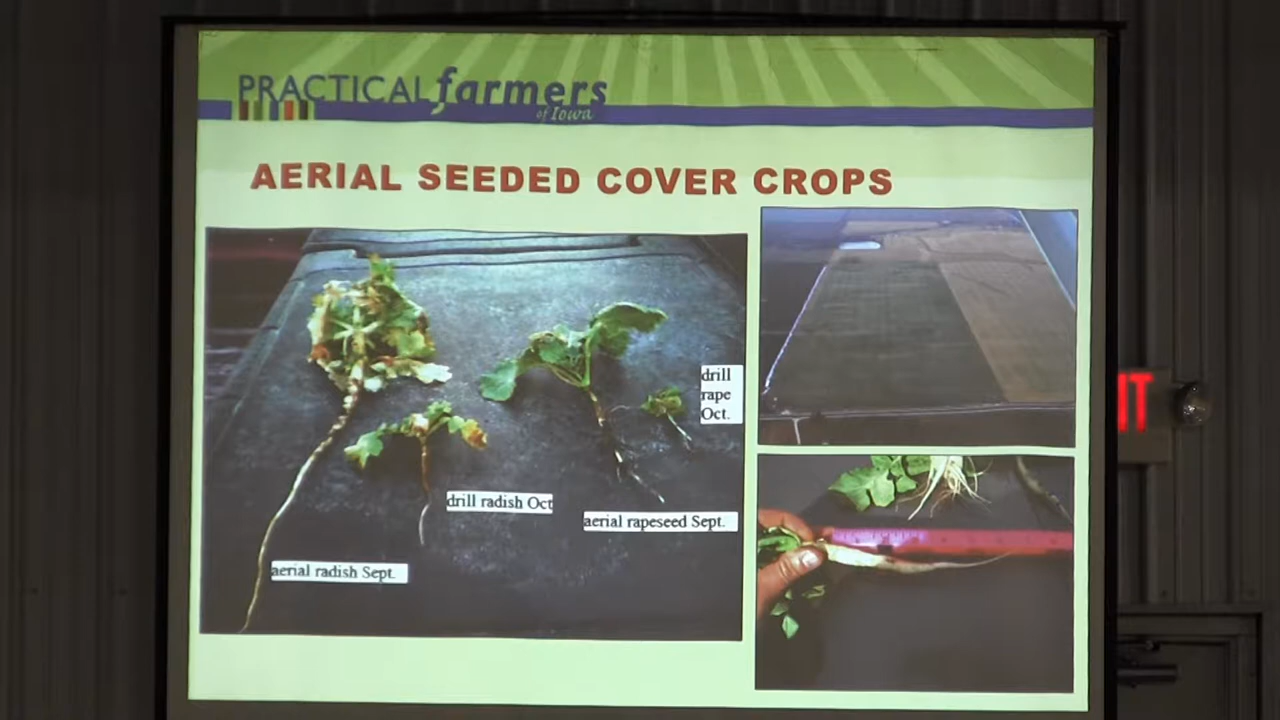 PRACTICAL farmers
of Iowa
AERIAL SEEDED COVER CROPS
drill
rape
Oct.
drill radish Oct
aerial rapeseed Sept.
aerial radish Sept.
IT